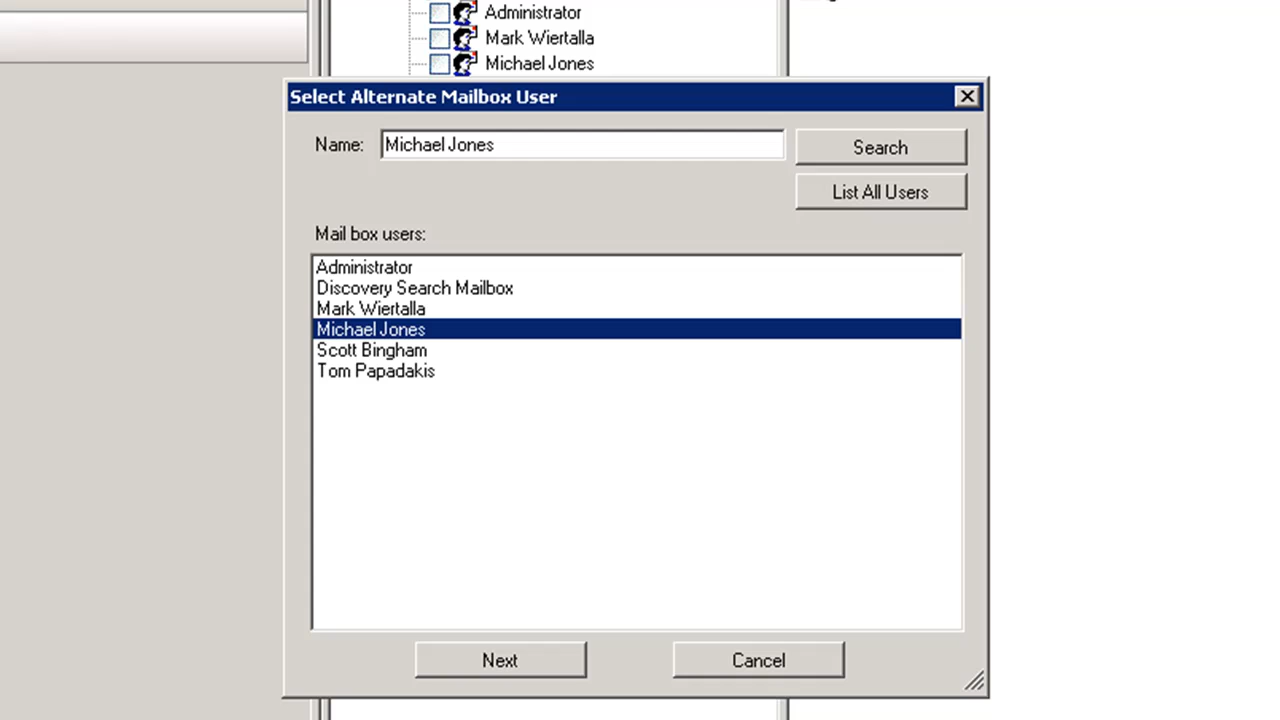 Administrator
Mark Wiertalla
Michael Jones
Select Alternate Mailbox User
Name: Michael Jones
Search
List All Users
Mail box users:
Administrator
Discovery Search Mailbox
Mark Wiertalla
Michael Jones
Scott Bingham
Tom Papadakis
Next
Cancel